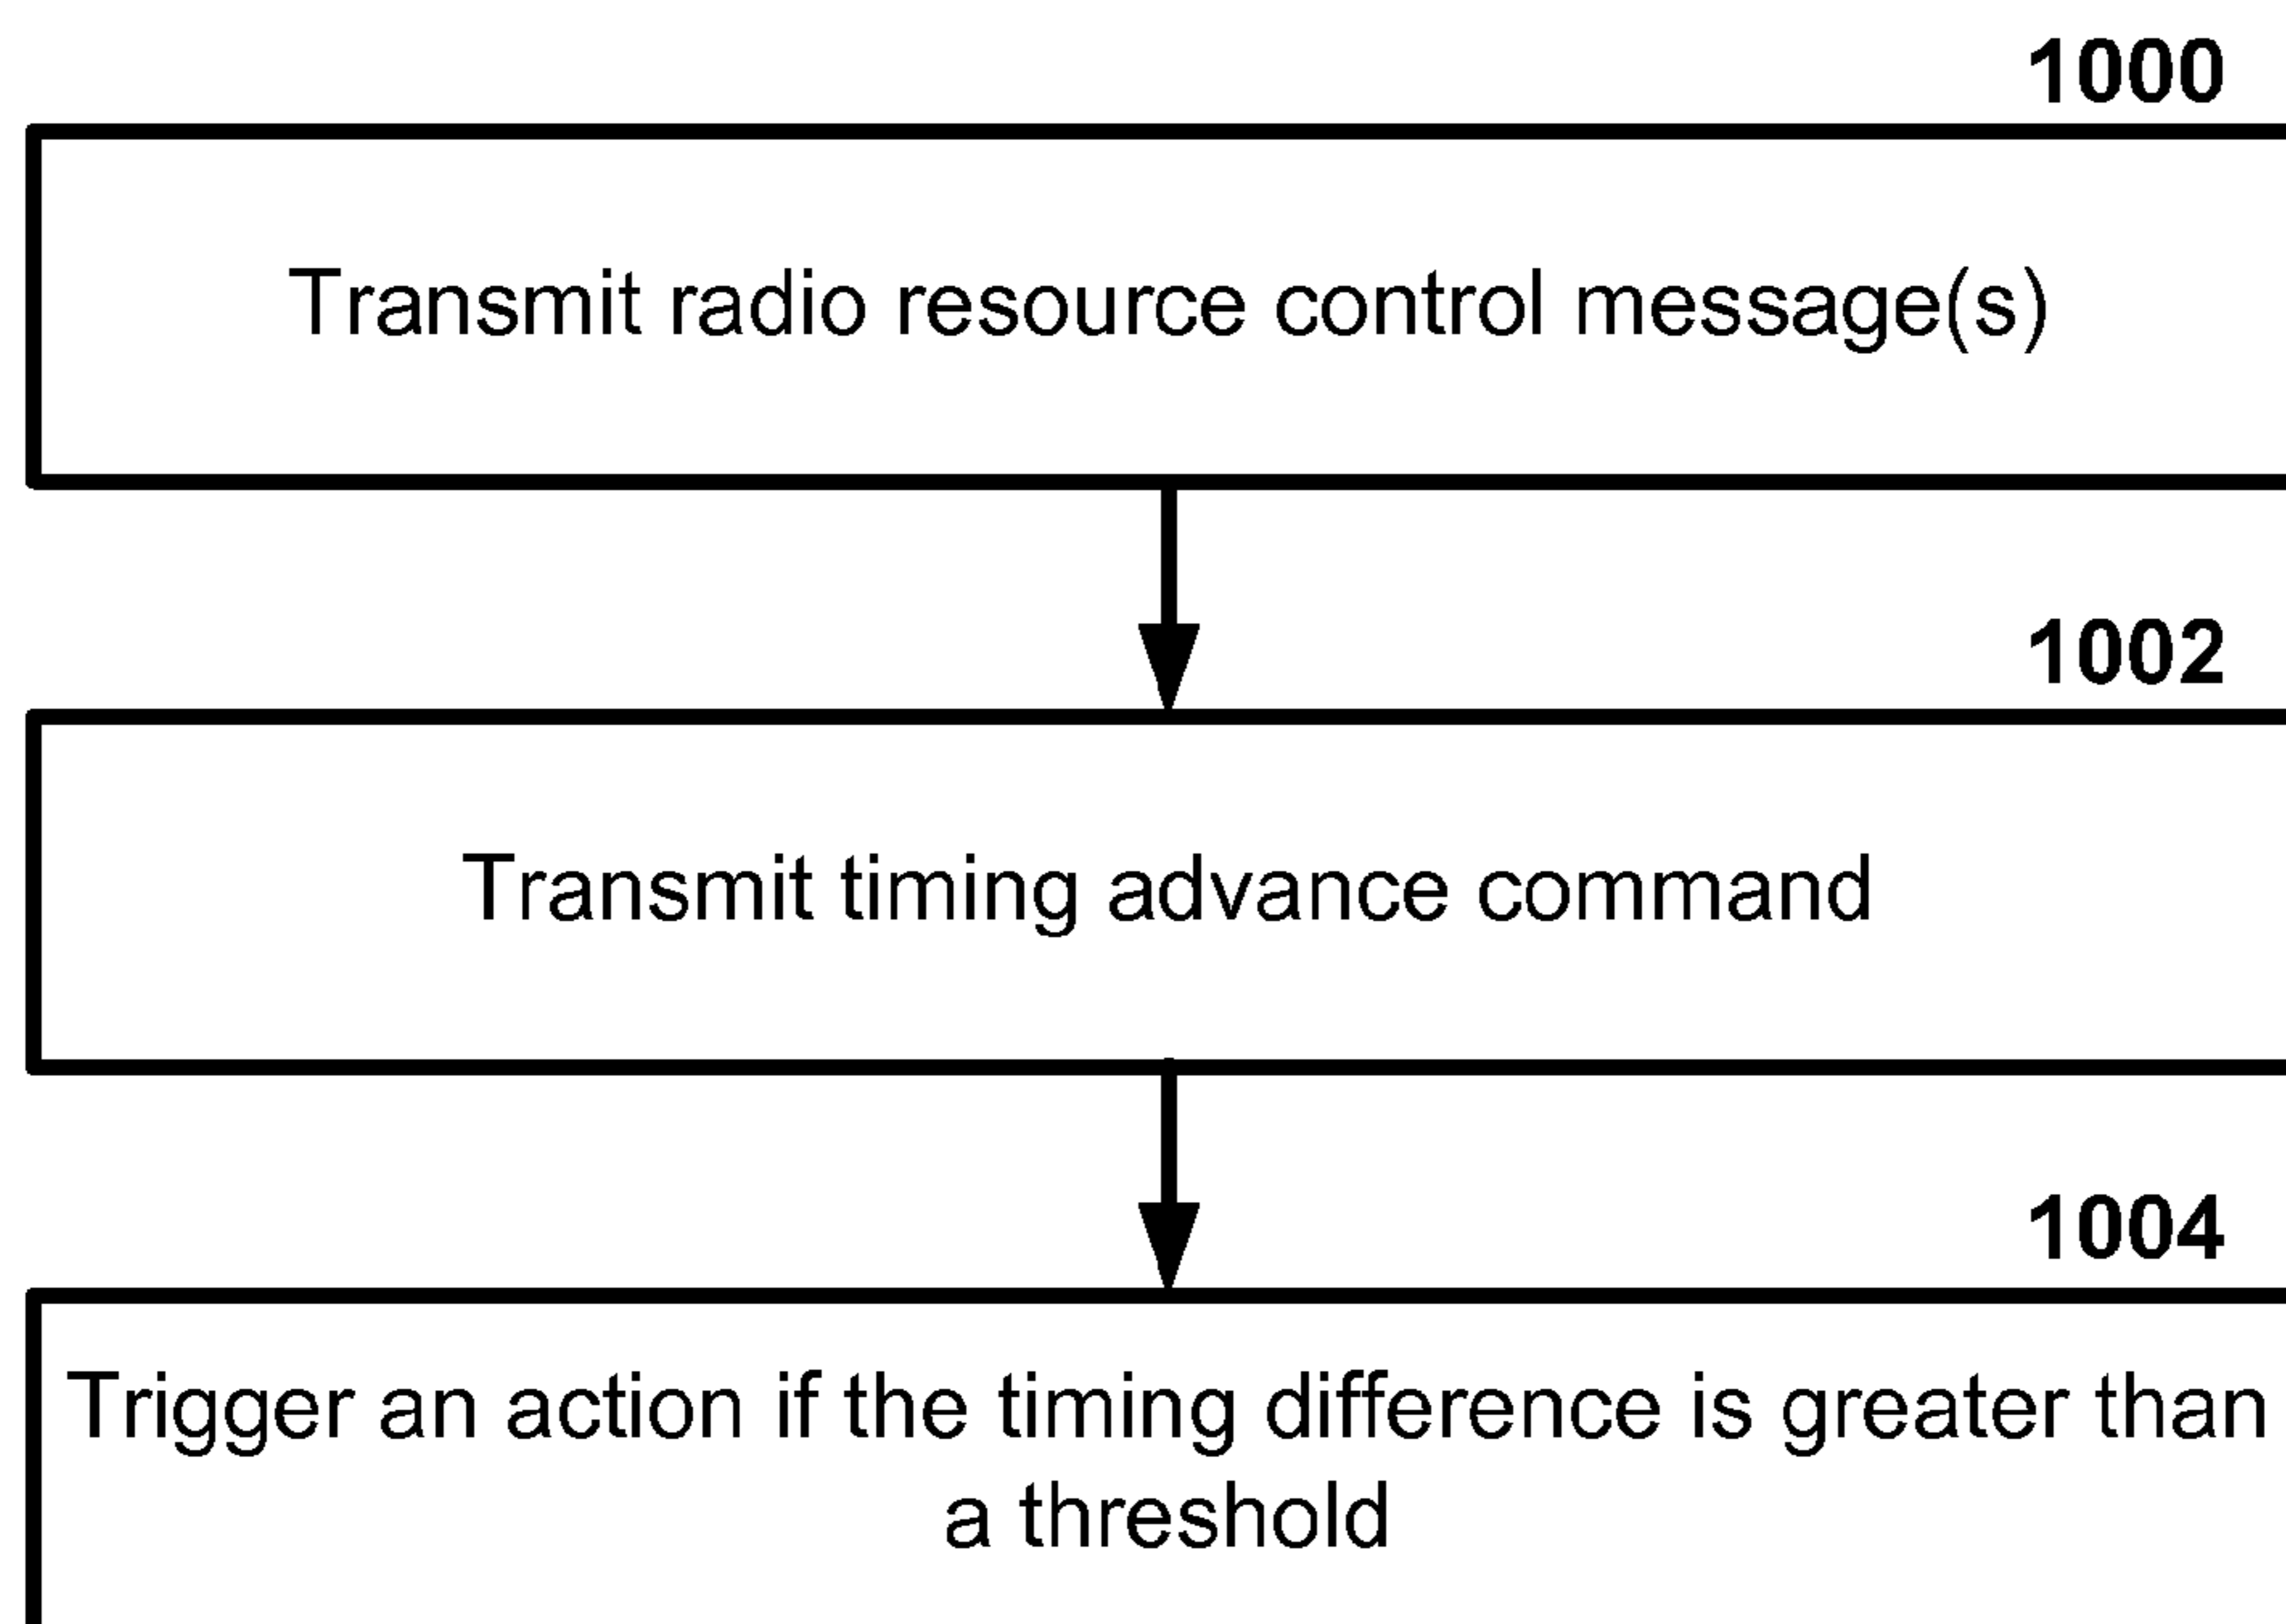 1000
Transmit radio resource control message(s)
1002
Transmit timing advance command
1004
Trigger an action if the timing difference is greater than
a threshold